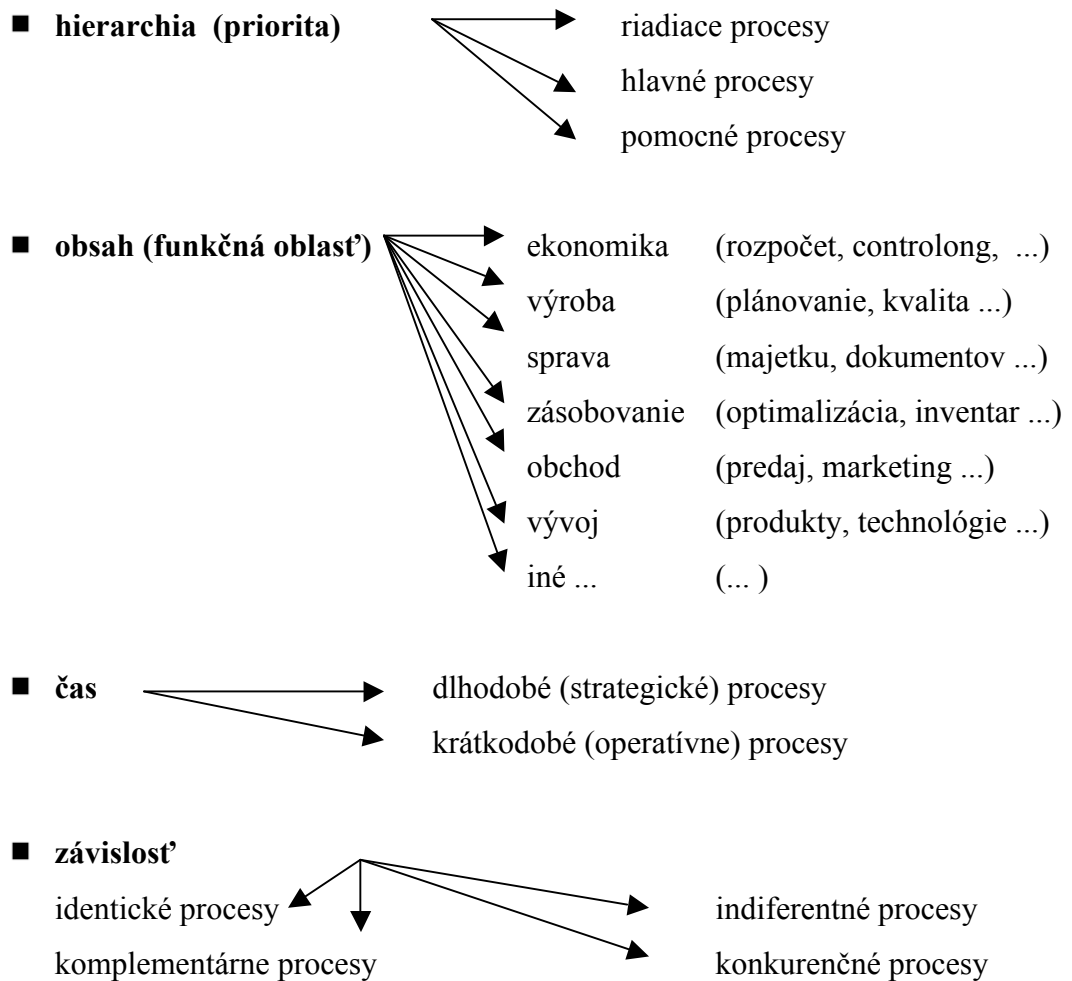 ■ hierarchia (priorita) riadiace procesy
hlavné procesy
pomocné procesy
■ obsah (funkčná oblasť) ekonomika (rozpočet, controlong, ...)
výroba (plánovanie, kvalita ...)
sprava (majetku, dokumentov ...)
zásobovanie (optimalizácia, inventar ...)
obchod (predaj, marketing ...)
vývoj (produkty, technológie ...)
iné ... (... )
■ čas dlhodobé (strategické) procesy
krátkodobé (operatívne) procesy
■ závislosť
identické procesy indiferentné procesy
komplementárne procesy konkurenčné procesy